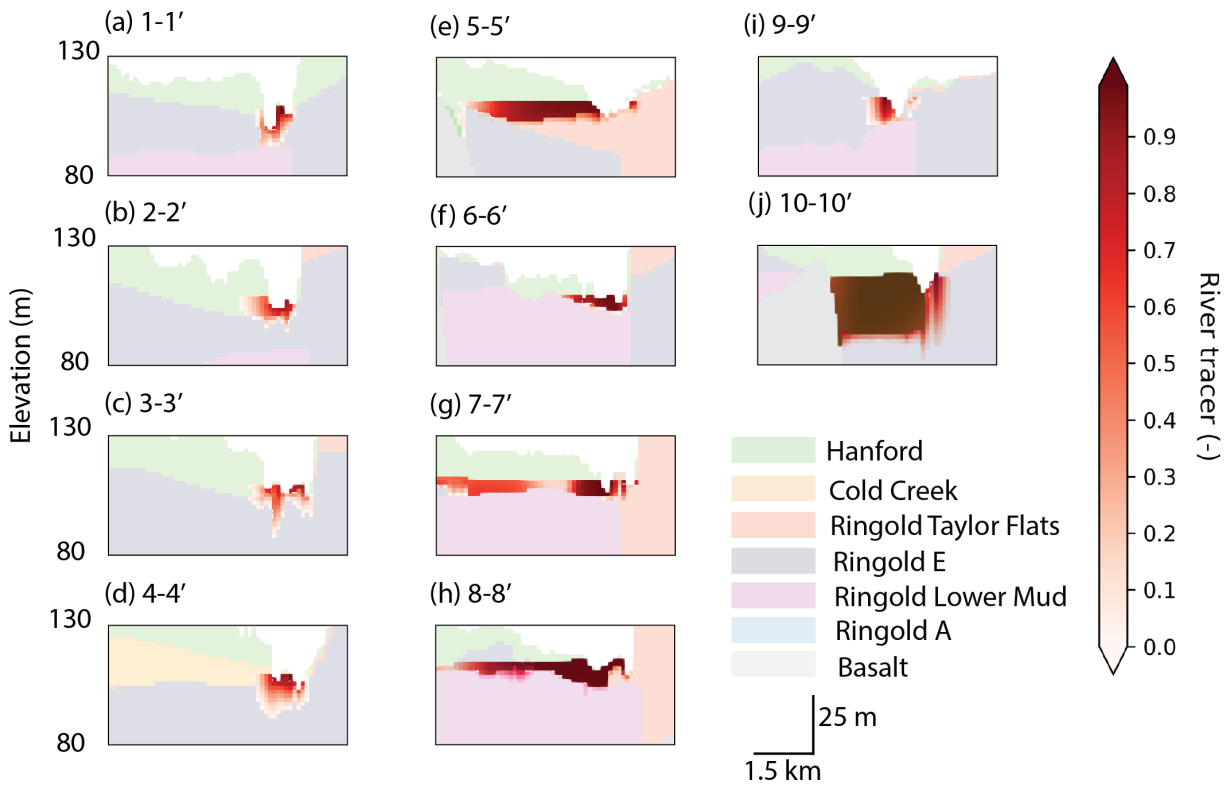 (a) 1-1′
(e) 5-5′
(i) 9-9′
130
80
(b) 2-2′
(f) 6-6′
(j) 10-10′
130
80
(c) 3-3′
(g) 7-7′
130
80
(d) 4-4′
(h) 8-8′
130
80
Elevation (m)
Hanford
Cold Creek
Ringold Taylor Flats
Ringold E
Ringold Lower Mud
Ringold A
Basalt
25 m
1.5 km
0.9
0.8
0.7
0.6
0.5
0.4
0.3
0.2
0.1
0.0
River tracer (-)